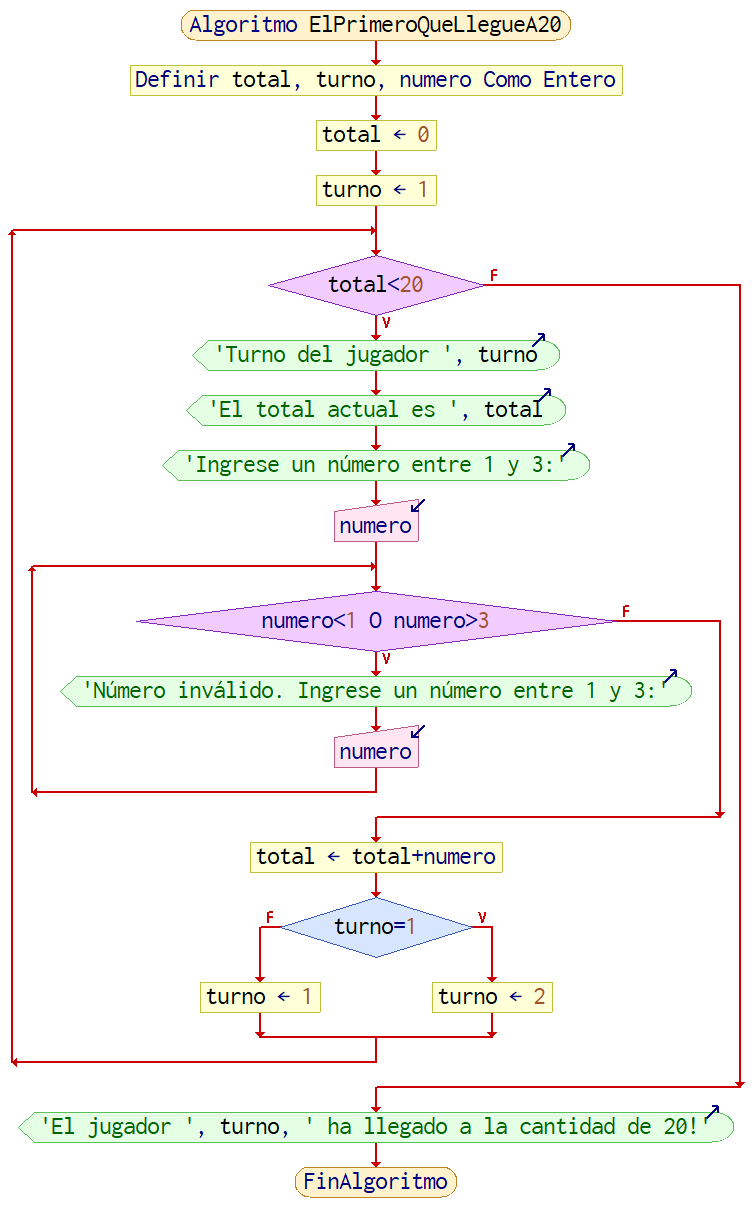 Algoritmo ElPrimeroQueLlegueA20
Definir total, turno, numero Como Entero
total ← 0
turno ← 1
total<20
F
V
'Turno del jugador ', turno
'El total actual es ', total
'Ingrese un número entre 1 y 3:'
numero
numero<1 O numero>3
F
V
'Número inválido. Ingrese un número entre 1 y 3:'
numero
total ← total+numero
turno=1
F
V
turno ← 1
turno ← 2
'El jugador ', turno, ' ha llegado a la cantidad de 20!'
FinAlgoritmo